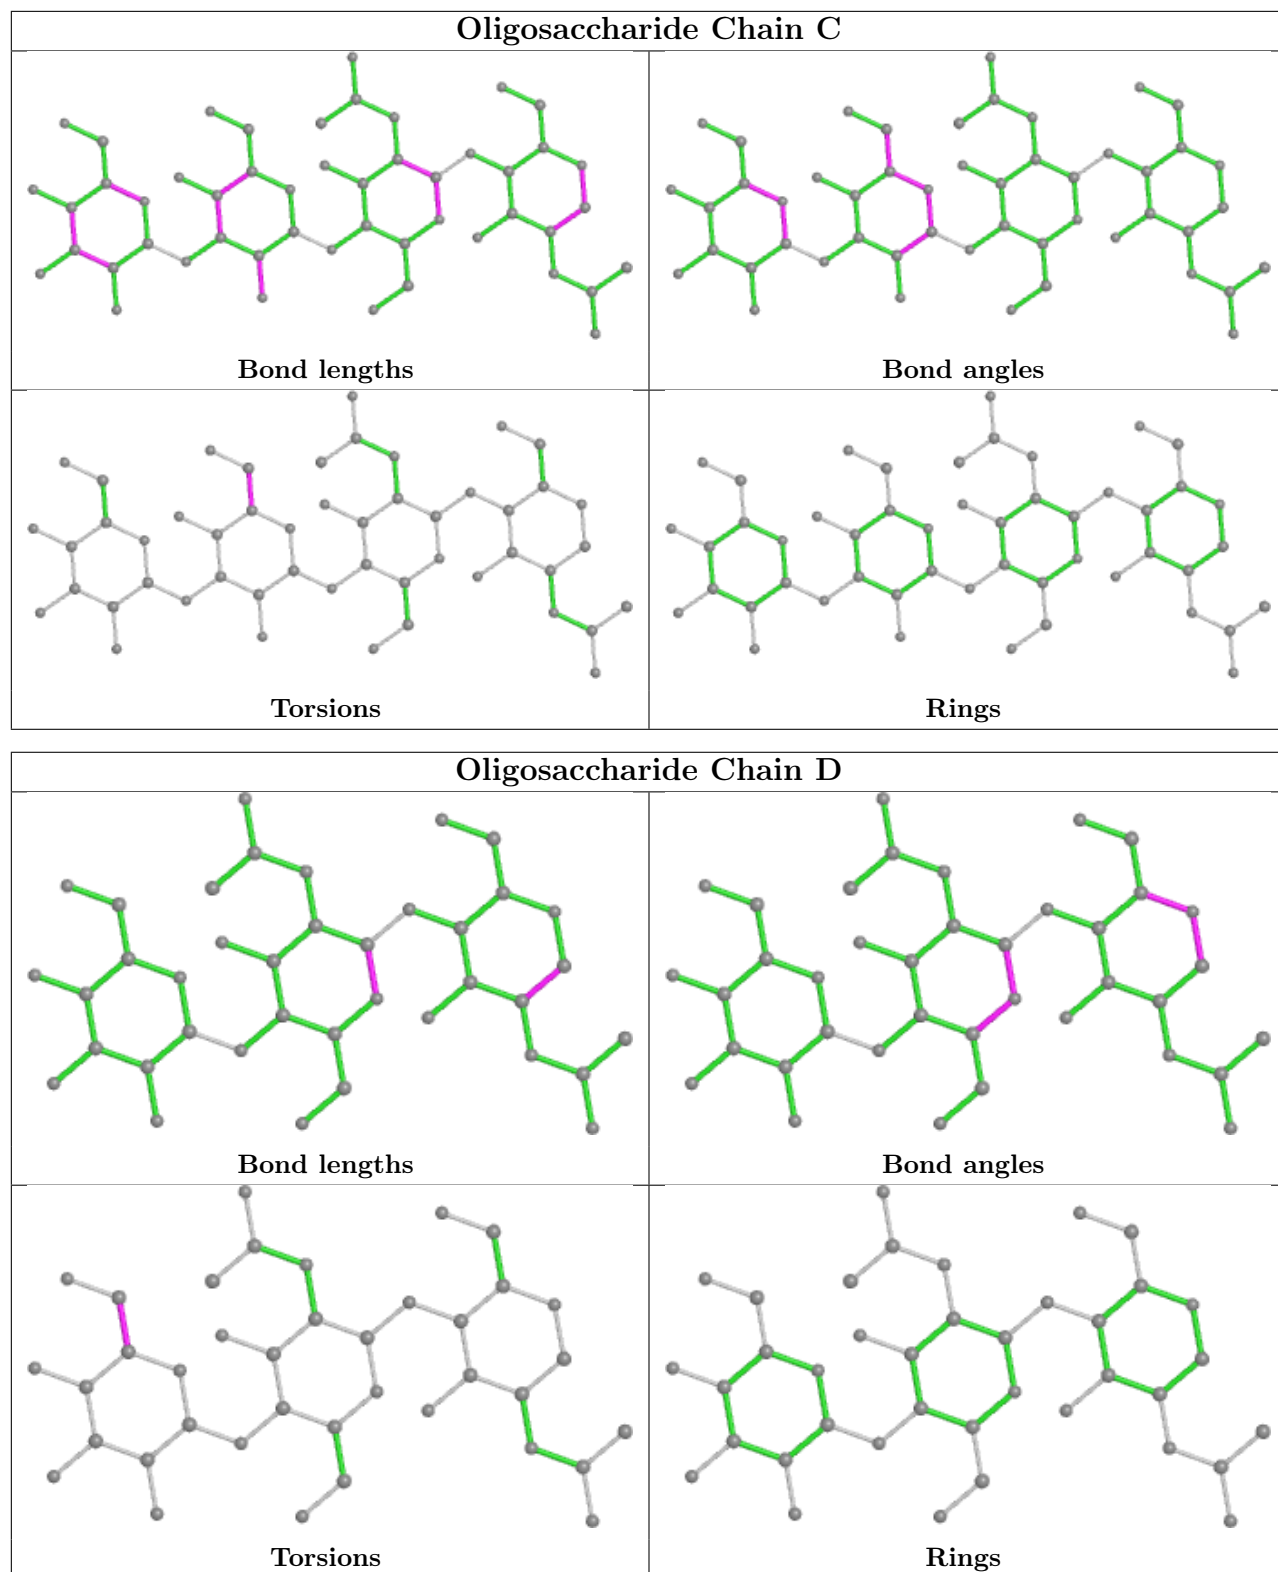 Oligosaccharide Chain C
Bond lengths
Bond angles
Torsions
Rings
Oligosaccharide Chain D
Bond lengths
Bond angles
Torsions
Rings